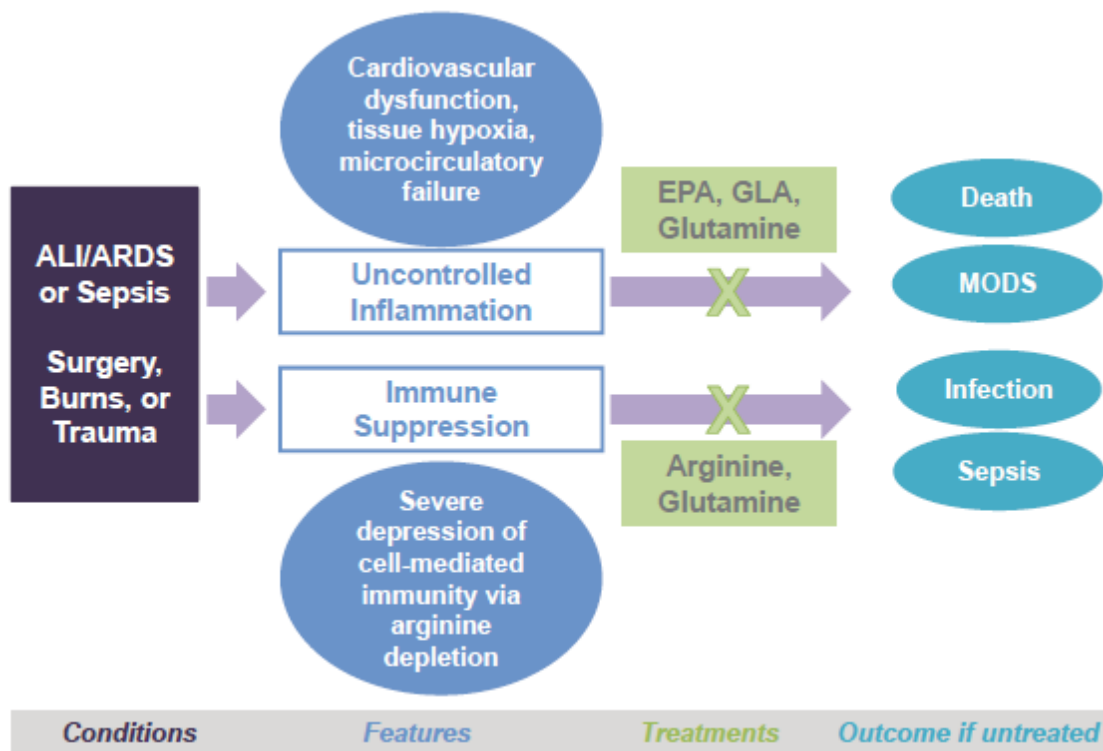 Cardiovascular
dysfunction,
tissue hypoxia,
microcirculatory
failure
ALI/ARDS
or Sepsis
Surgery,
Burns, or
Trauma
Uncontrolled
Inflammation
EPA, GLA,
Glutamine
X
Death
MODS
Immune
Suppression
X
Arginine,
Glutamine
Infection
Sepsis
Severe
depression of
cell-mediated
immunity via
arginine
depletion
Conditions
Features
Treatments
Outcome if untreated